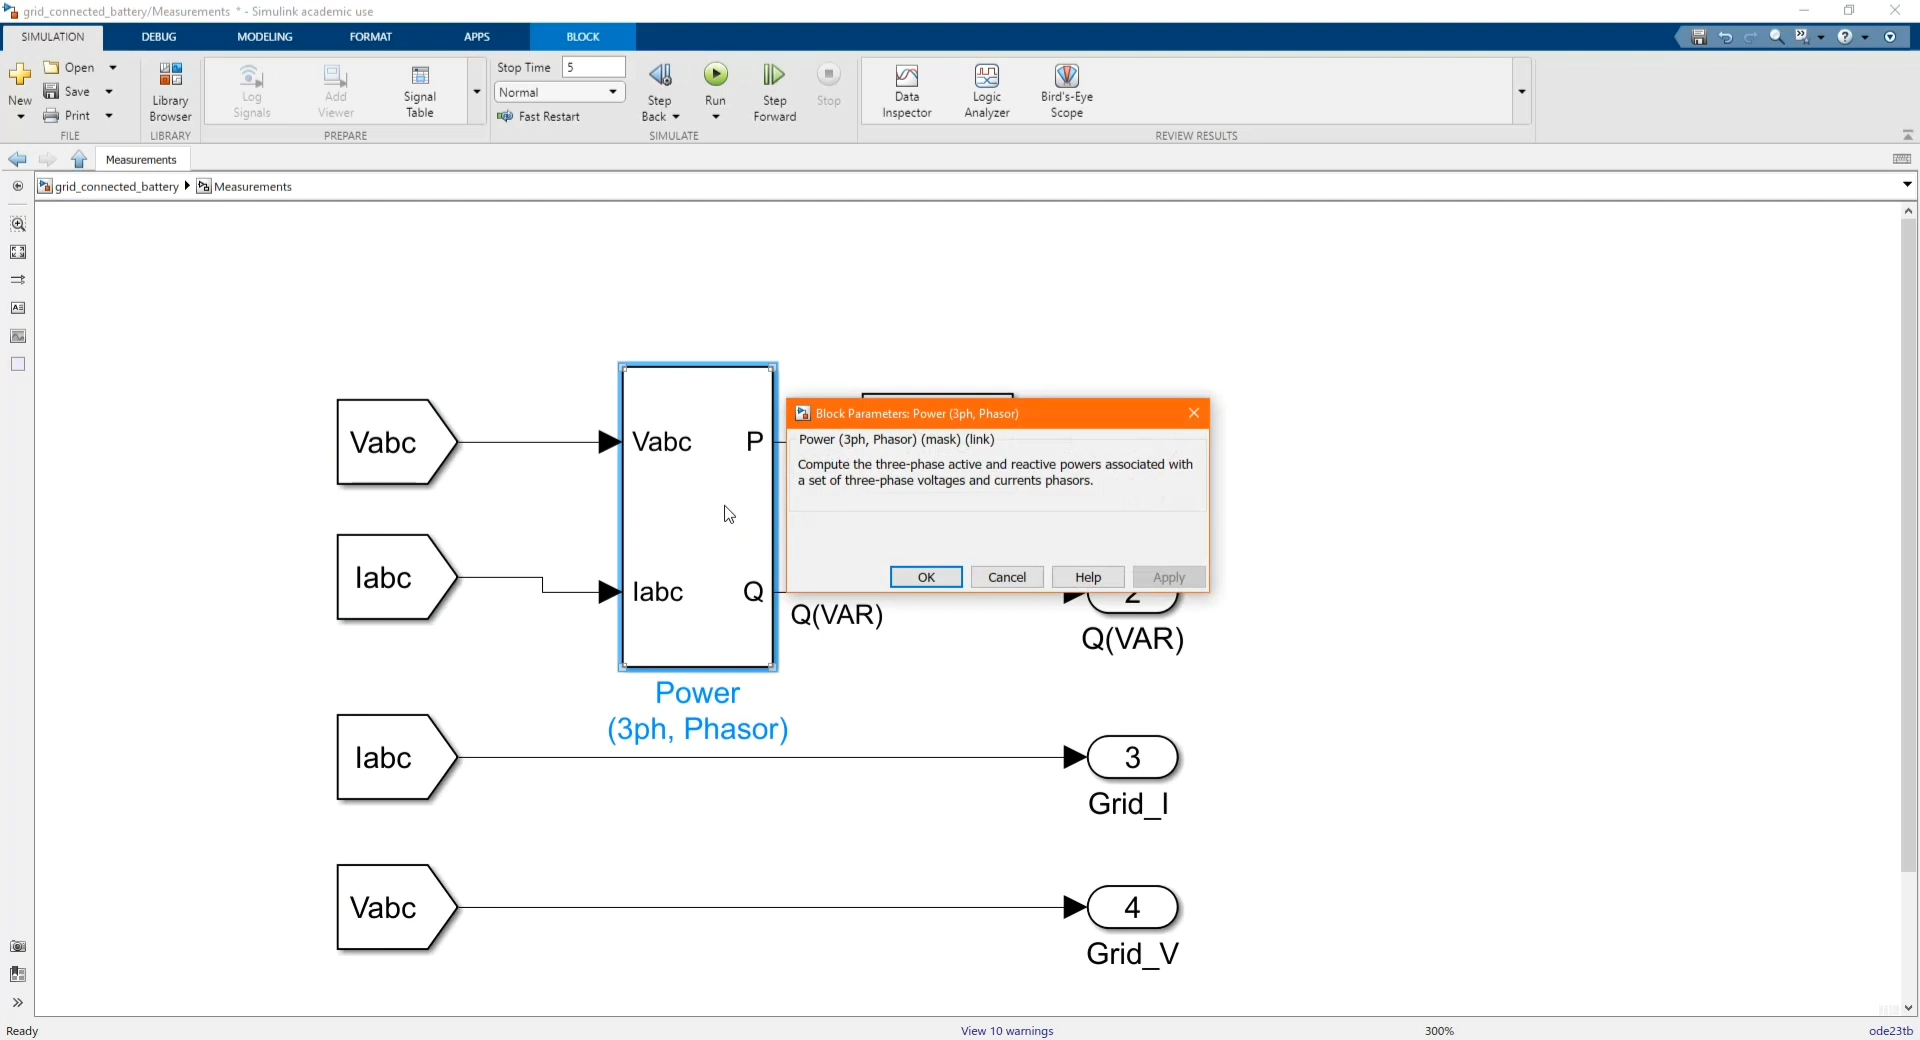 grid_connected_battery/Measurements * - Simulink academic use
SIMULATION DEBUG MODELING FORMAT APPS BLOCK
New
Open
Save
Print
FILE
Library
Browser
LIBRARY
Log
Signals
Add
Viewer
Signal
Table
PREPARE
Stop Time 5
Normal
Fast Restart
Step
Back
Run
Step
Forward
Stop
SIMULATE
Data
Inspector
Logic
Analyzer
Bird's-Eye
Scope
REVIEW RESULTS
Measurements
grid_connected_battery Measurements
Vabc
Vabc P
Iabc
Iabc Q
Power
(3ph, Phasor)
Block Parameters: Power (3ph, Phasor)
Power (3ph, Phasor) (mask) (link)
Compute the three-phase active and reactive powers associated with
a set of three-phase voltages and currents phasors.
OK Cancel Help Apply
Q(VAR)
2
Q(VAR)
Iabc
3
Grid_I
Vabc
4
Grid_V
Ready View 10 warnings 300% ode23tb